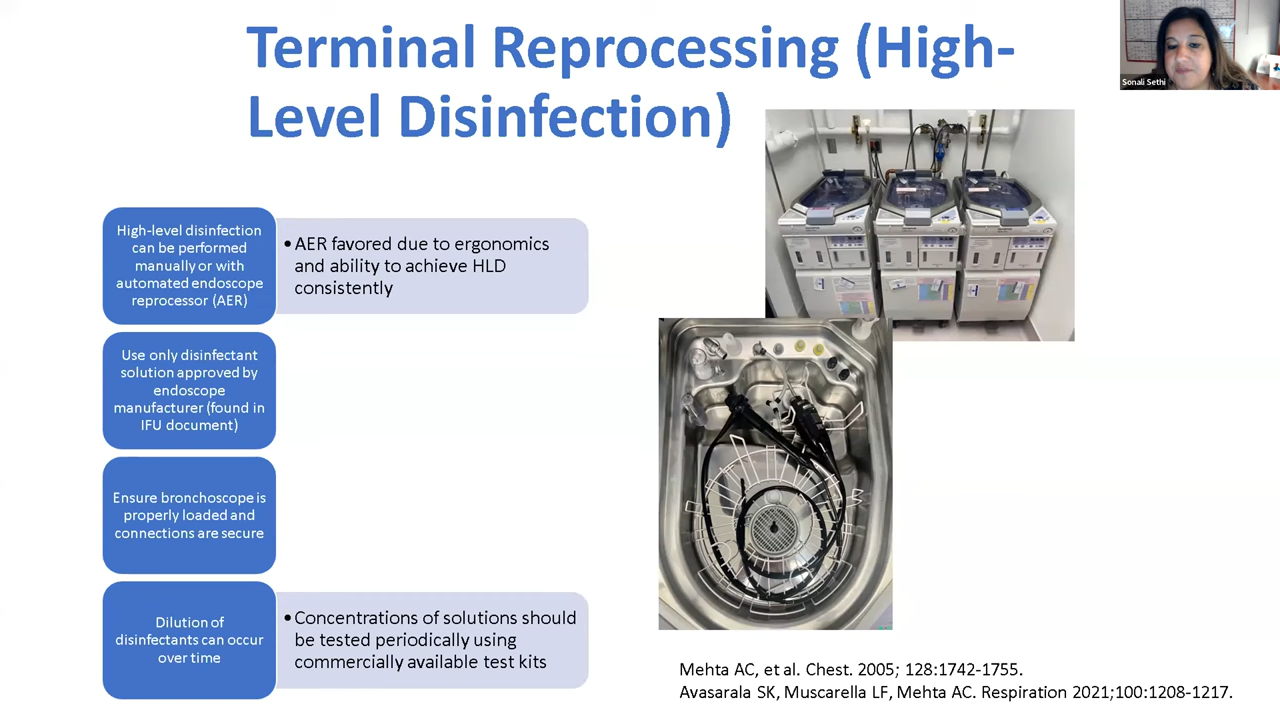 Terminal Reprocessing (High-
Level Disinfection)
Sonali Sethi
High-level disinfection
can be performed
manually or with
automated endoscope
reprocessor (AER)
• AER favored due to ergonomics
and ability to achieve HLD
consistently
Use only disinfectant
solution approved by
endoscope
manufacturer (found in
IFU document)
Ensure bronchoscope is
properly loaded and
connections are secure
Dilution of
disinfectants can occur
over time
• Concentrations of solutions should
be tested periodically using
commercially available test kits
Mehta AC, et al. Chest. 2005; 128:1742-1755.
Avasarala SK, Muscarella LF, Mehta AC. Respiration 2021;100:1208-1217.